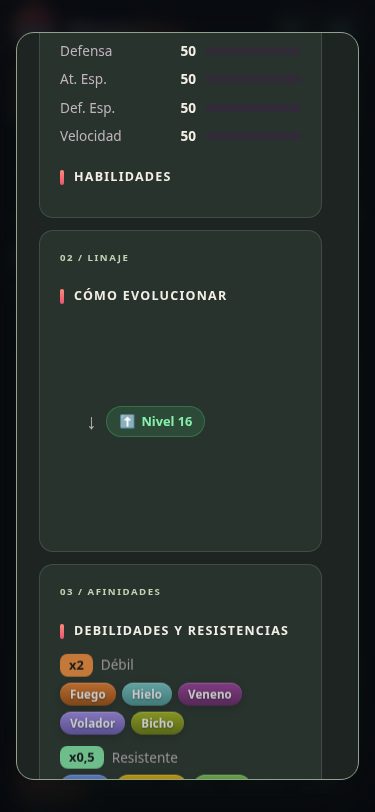 Defensa 50
At. Esp. 50
Def. Esp. 50
Velocidad 50
HABILIDADES
02 / LINAJE
CÓMO EVOLUCIONAR
↓ ⬆️ Nivel 16
03 / AFINIDADES
DEBILIDADES Y RESISTENCIAS
x2 Débil
Fuego Hielo Veneno
Volador Bicho
x0,5 Resistente